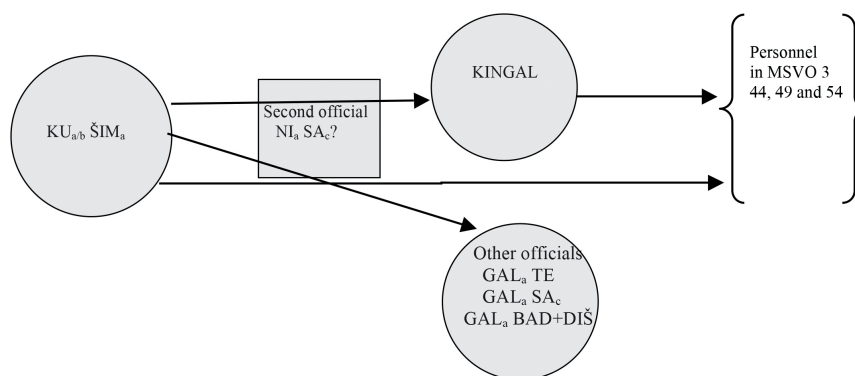 KUa/b ŠIMa
Second official
NIa SAc?
KINGAL
Personnel
in MSVO 3
44, 49 and 54
Other officials
GALa TE
GALa SAc
GALa BAD+DIŠ